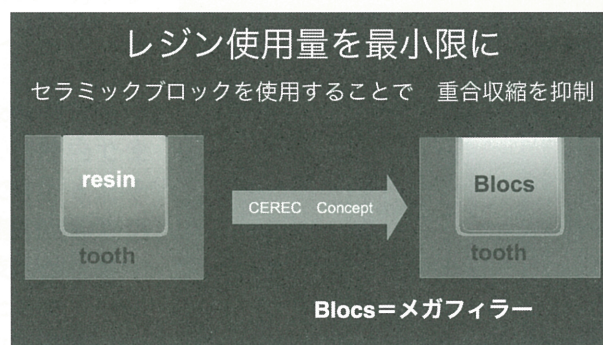 レジン使用量を最小限に
セラミックブロックを使用することで　重合収縮を抑制
resin
tooth
CEREC　Concept
Blocs
tooth
Blocs＝メガフィラー